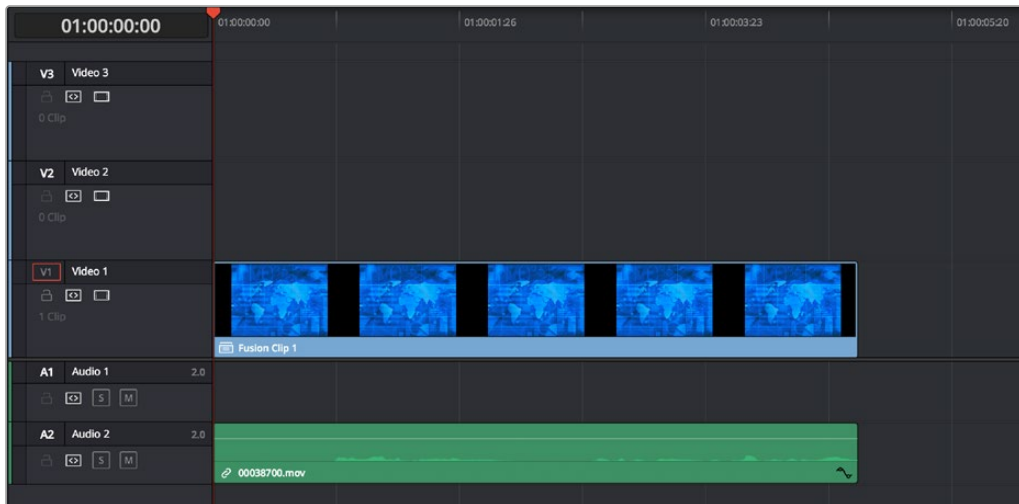 01:00:00:00
01:00:00:00 01:00:01:26 01:00:03:23 01:00:05:20
V3 Video 3
0 Clip
V2 Video 2
0 Clip
V1 Video 1
1 Clip
Fusion Clip 1
A1 Audio 1 2.0
S M
A2 Audio 2 2.0
S M
00038700.mov